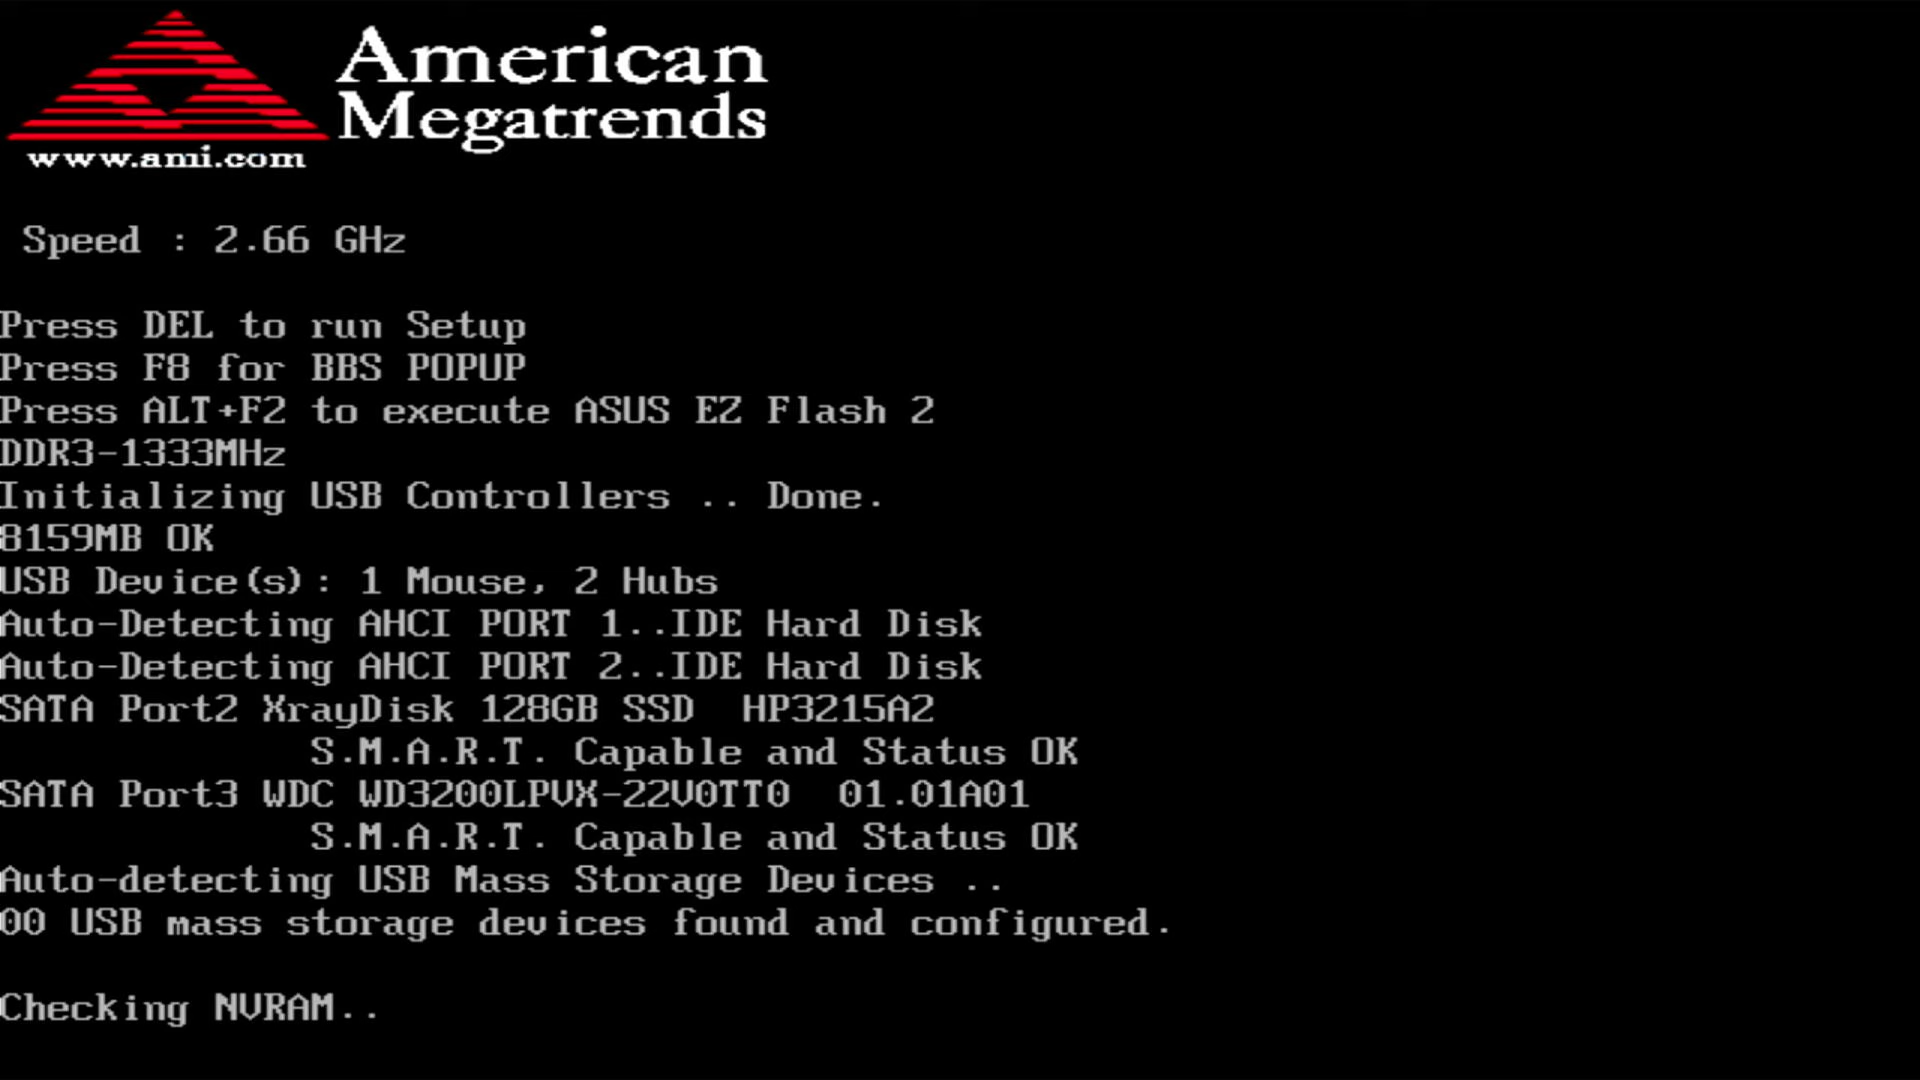 American
Megatrends
www.ami.com
Speed : 2.66 GHz
Press DEL to run Setup
Press F8 for BBS POPUP
Press ALT+F2 to execute ASUS EZ Flash 2
DDR3-1333MHz
Initializing USB Controllers .. Done.
8159MB OK
USB Device(s): 1 Mouse, 2 Hubs
Auto-Detecting AHCI PORT 1..IDE Hard Disk
Auto-Detecting AHCI PORT 2..IDE Hard Disk
SATA Port2 XrayDisk 128GB SSD  HP3215A2
S.M.A.R.T. Capable and Status OK
SATA Port3 WDC WD3200LPVX-22V0TT0  01.01A01
S.M.A.R.T. Capable and Status OK
Auto-detecting USB Mass Storage Devices ..
00 USB mass storage devices found and configured.
Checking NVRAM..